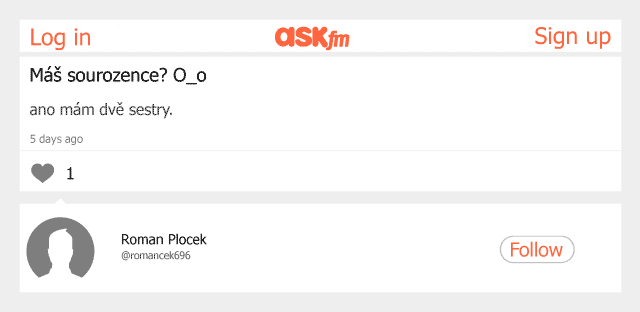 Log in
ASKfm
Sign up
Máš sourozence? O_o
ano mám dvě sestry.
5 days ago
1
Roman Plocek
@romancek696
Follow